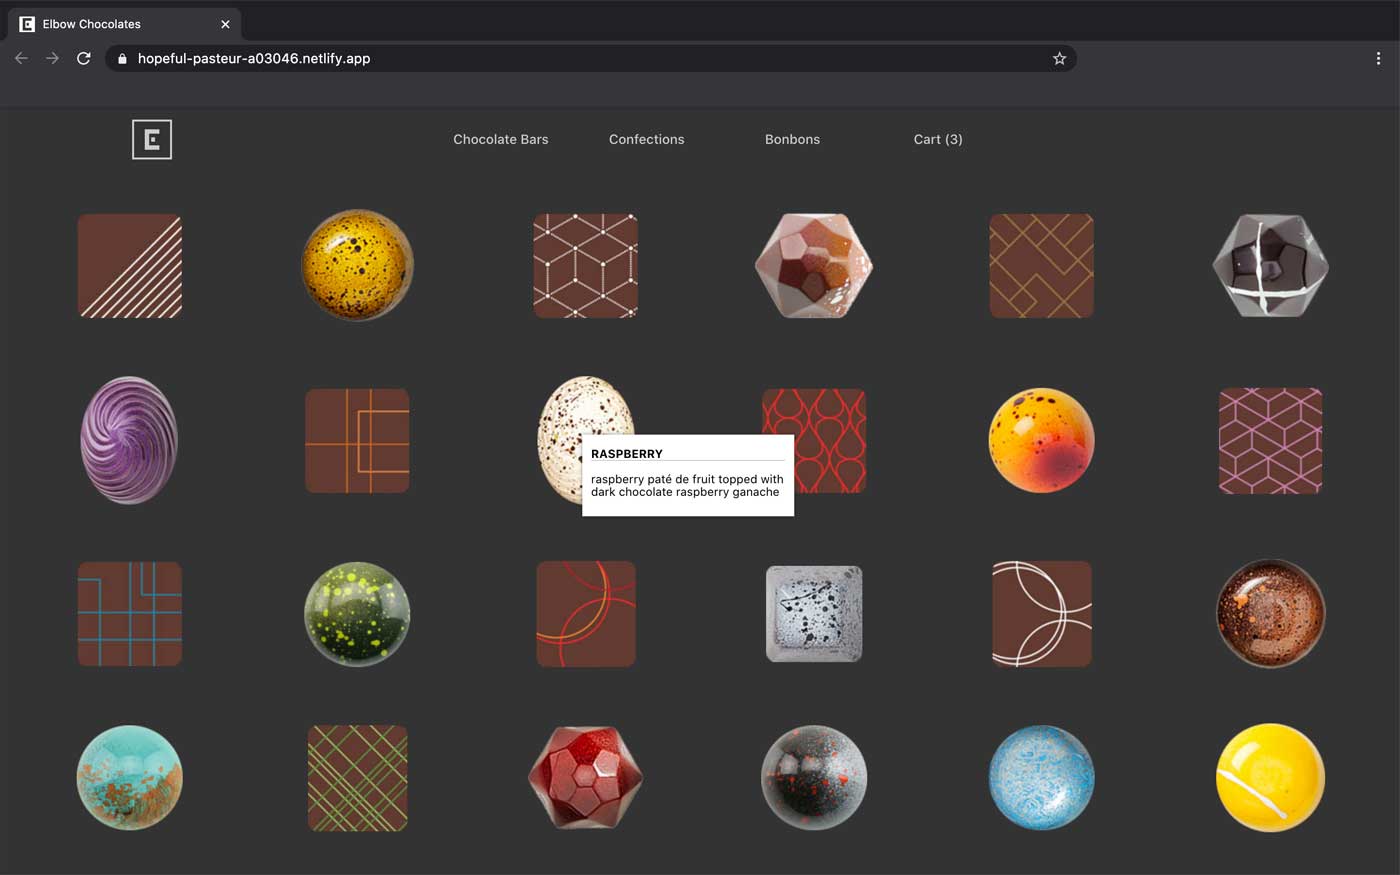 Elbow Chocolates
hopeful-pasteur-a03046.netlify.app
E
Chocolate Bars
Confections
Bonbons
Cart (3)
RASPBERRY
raspberry paté de fruit topped with
dark chocolate raspberry ganache